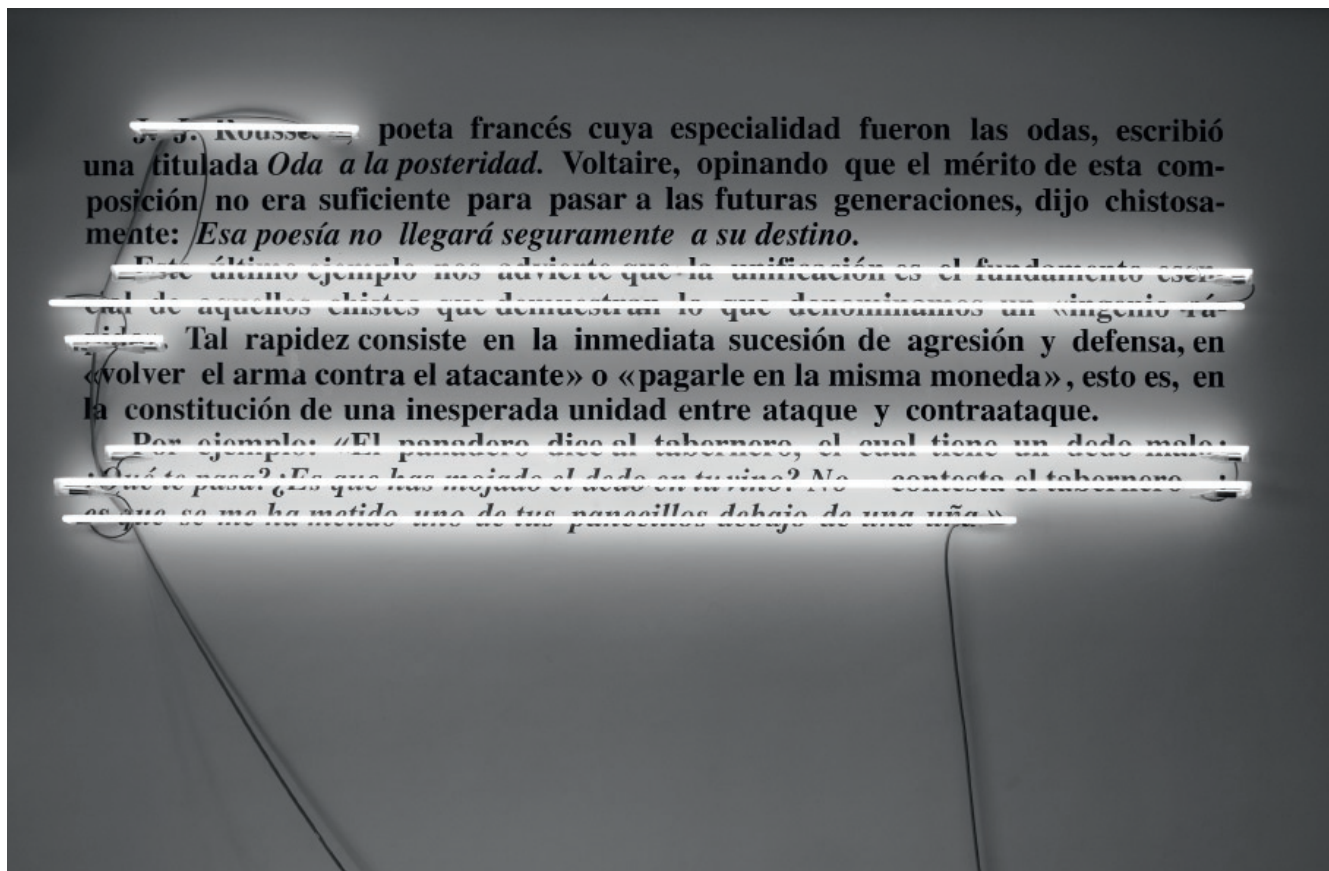 J. J. Rousseau, poeta francés cuya especialidad fueron las odas, escribió
una titulada Oda a la posteridad. Voltaire, opinando que el mérito de esta com-
posición no era suficiente para pasar a las futuras generaciones, dijo chistosa-
mente: Esa poesía no llegará seguramente a su destino.
Este último ejemplo nos advierte que la unificación es el fundamento esen-
cial de aquellos chistes que demuestran lo que denominamos un «ingenio rá-
pido». Tal rapidez consiste en la inmediata sucesión de agresión y defensa, en
«volver el arma contra el atacante» o «pagarle en la misma moneda», esto es, en
la constitución de una inesperada unidad entre ataque y contraataque.
Por ejemplo: «El panadero dice al tabernero, el cual tiene un dedo malo:
¿Qué te pasa? ¿Es que has mojado el dedo en tu vino? No —contesta el tabernero—;
es que se me ha metido uno de tus panecillos debajo de una uña.»